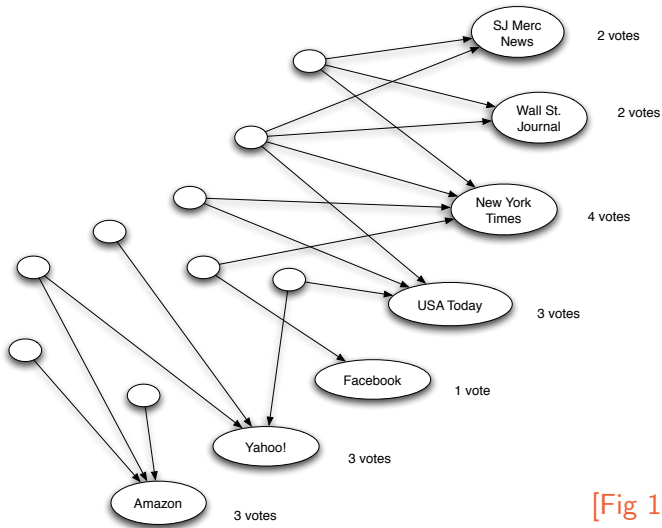 SJ Merc
News
2 votes
Wall St.
Journal
2 votes
New York
Times
4 votes
USA Today
3 votes
Facebook
1 vote
Yahoo!
3 votes
Amazon
3 votes
[Fig 1